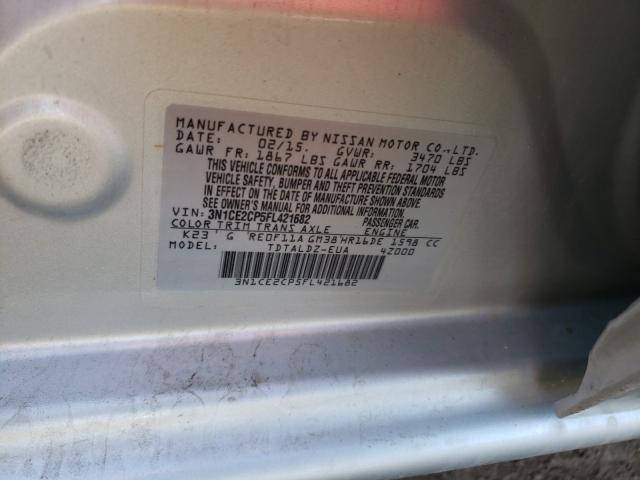 MANUFACTURED BY NISSAN MOTOR CO.,LTD.
DATE: 02/15. GVWR: 3470 LBS
GAWR FR: 1867 LBS GAWR RR: 1704 LBS
THIS VEHICLE CONFORMS TO ALL APPLICABLE FEDERAL MOTOR
VEHICLE SAFETY, BUMPER AND THEFT PREVENTION STANDARDS
IN EFFECT ON THE DATE OF MANUFACTURE SHOWN ABOVE.
SEE OWNER'S MANUAL FOR ADDITIONAL INFORMATION.
VIN: 3N1CE2CP5FL421682 PASSENGER CAR.
COLOR TRIM TRANS AXLE ENGINE
K23 G RE0F11A GM38 HR16DE 1598 CC
TDTALDZ-EUA 4Z000
3N1CE2CP5FL421682